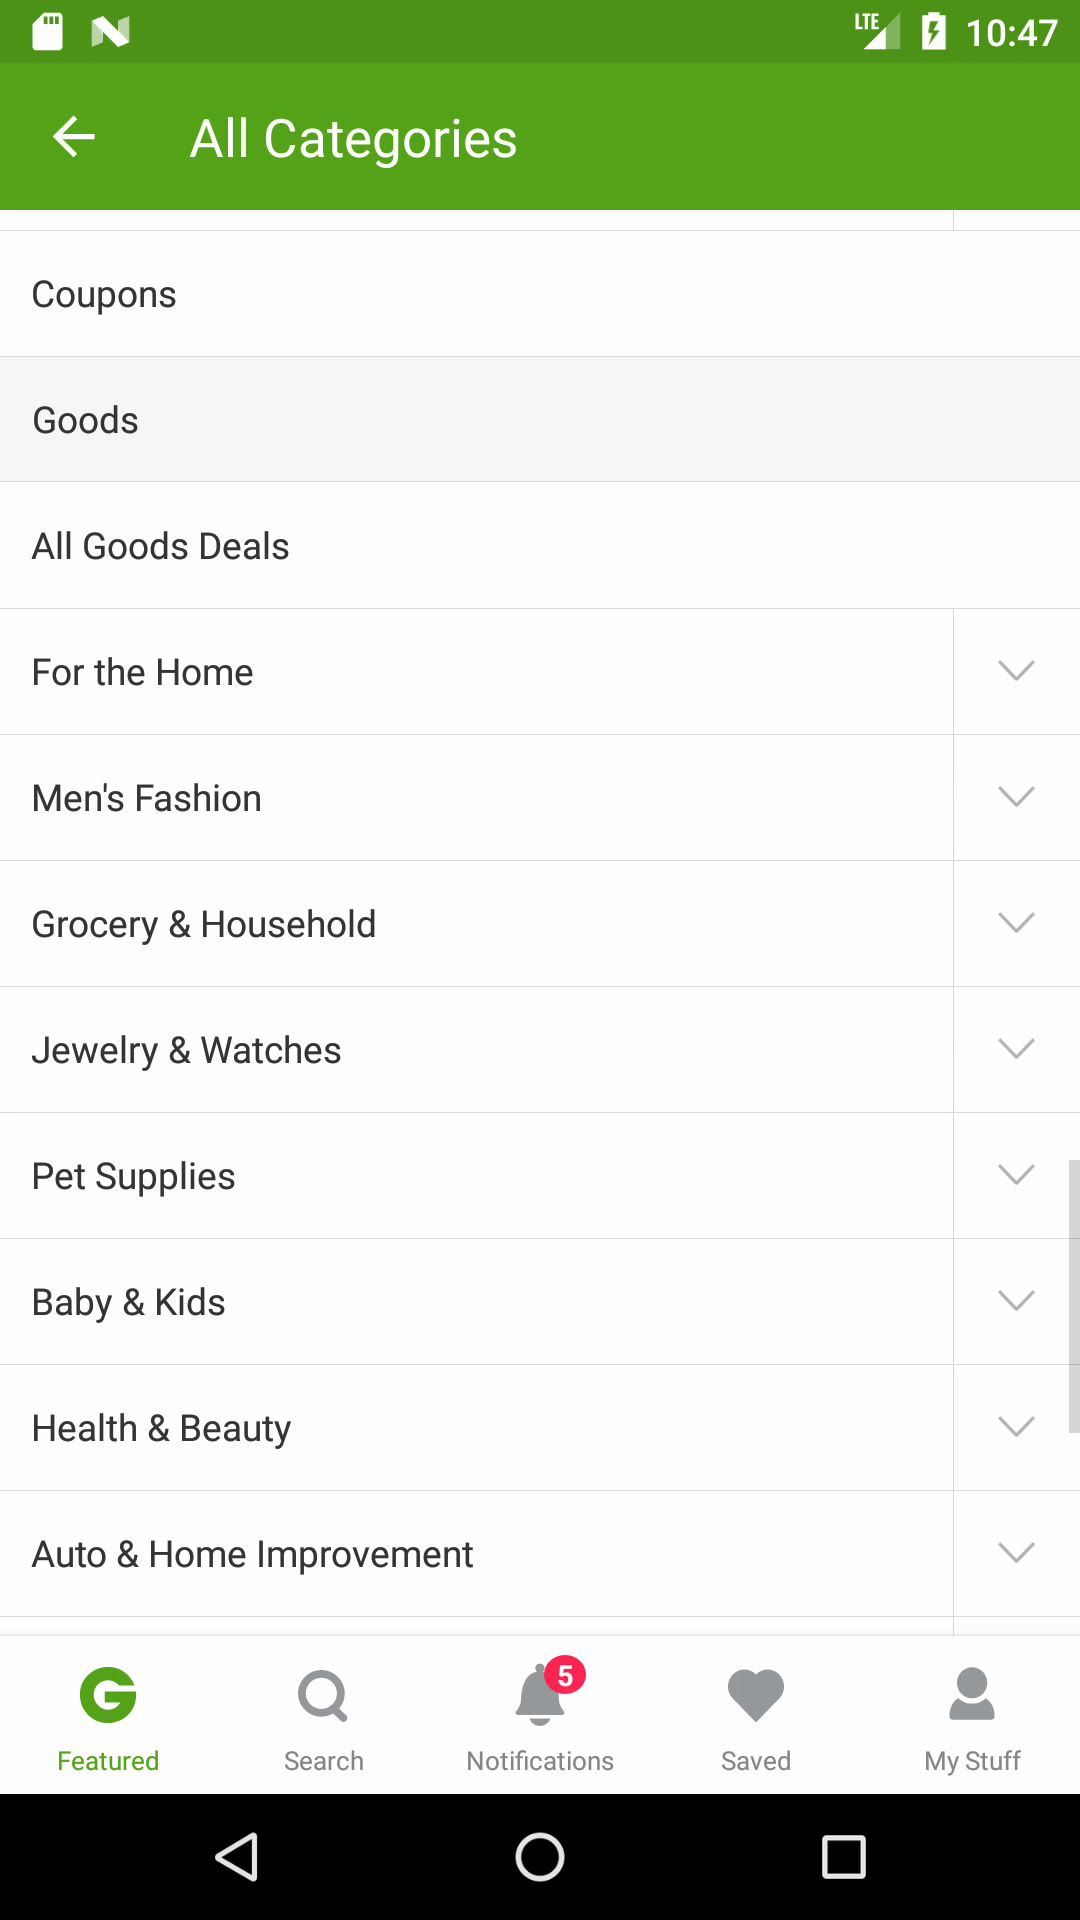 LTE 10:47
All Categories
Coupons
Goods
All Goods Deals
For the Home
Men's Fashion
Grocery & Household
Jewelry & Watches
Pet Supplies
Baby & Kids
Health & Beauty
Auto & Home Improvement
5
Featured Search Notifications Saved My Stuff